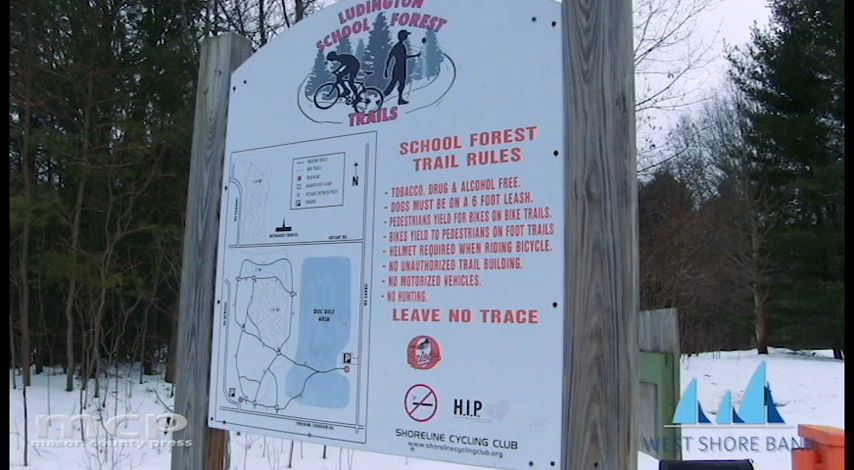 LUDINGTON
SCHOOL FOREST
TRAILS
SCHOOL FOREST
TRAIL RULES
- TOBACCO, DRUG & ALCOHOL FREE.
- DOGS MUST BE ON A 6 FOOT LEASH.
- PEDESTRIANS YIELD FOR BIKES ON BIKE TRAILS.
- BIKES YIELD TO PEDESTRIANS ON FOOT TRAILS
- HELMET REQUIRED WHEN RIDING BICYCLE.
- NO UNAUTHORIZED TRAIL BUILDING.
- NO MOTORIZED VEHICLES.
- NO HUNTING.
LEAVE NO TRACE
N
DISC GOLF
AREA
P
P
H.I.P
SHORELINE CYCLING CLUB
www.shorelinecycling.org
mcp
mason county press
WEST SHORE BANK